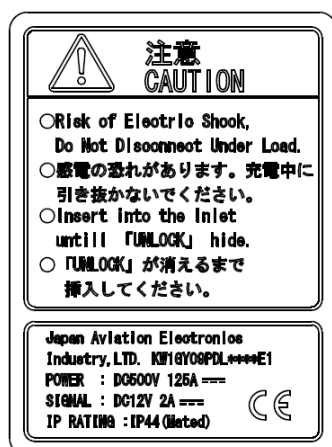 注意
CAUTION
○Risk of Electric Shock,
Do Not Disconnect Under Load.
○感電の恐れがあります。充電中に
引き抜かないでください。
○Insert into the Inlet
untill 「UNLOCK」 hide.
○「UNLOCK」が消えるまで
挿入してください。
Japan Aviation Electronics
Industry,LTD. KW1GY09PDL****E1
POWER : DC500V 125A
SIGNAL : DC12V 2A
IP RATING :IP44(Mated)
CE